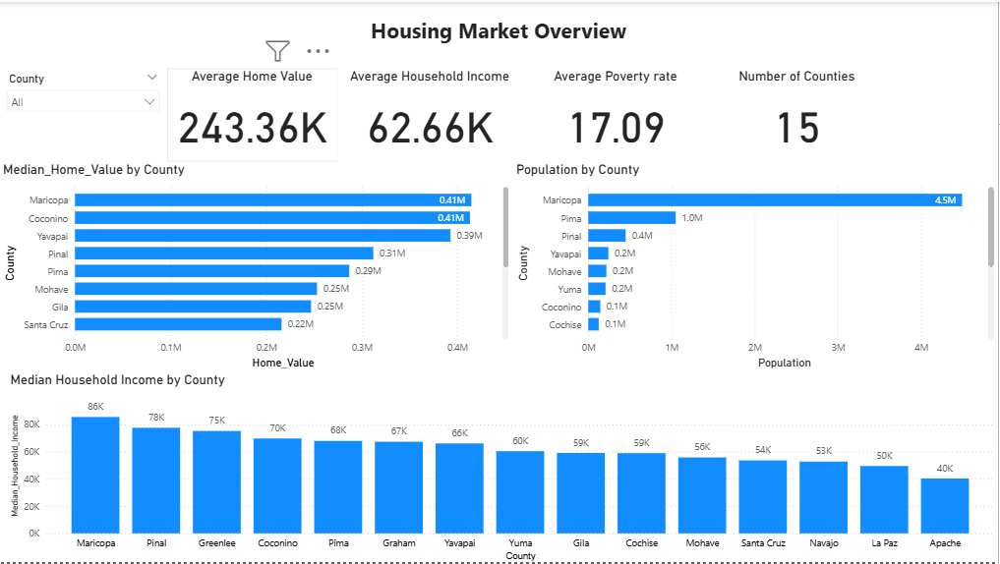 Housing Market Overview
County
All
Average Home Value
243.36K
Average Household Income
62.66K
Average Poverty rate
17.09
Number of Counties
15
Median_Home_Value by County
County
Maricopa 0.41M
Coconino 0.41M
Yavapai 0.39M
Pinal 0.31M
Pima 0.29M
Mohave 0.25M
Gila 0.25M
Santa Cruz 0.22M
0.0M 0.1M 0.2M 0.3M 0.4M
Home_Value
Population by County
County
Maricopa 4.5M
Pima 1.0M
Pinal 0.4M
Yavapai 0.2M
Mohave 0.2M
Yuma 0.2M
Coconino 0.1M
Cochise 0.1M
0M 1M 2M 3M 4M
Population
Median Household Income by County
Median_Household_Income
80K
60K
40K
20K
0K
86K 78K 75K 70K 68K 67K 66K 60K 59K 59K 56K 54K 53K 50K 40K
Maricopa Pinal Greenlee Coconino Pima Graham Yavapai Yuma Gila Cochise Mohave Santa Cruz Navajo La Paz Apache
County